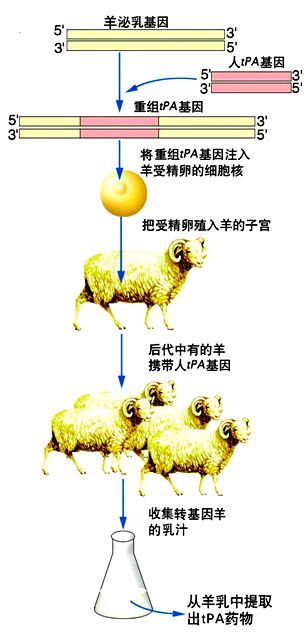 羊泌乳基因
5' 3'
3' 3'
人tPA基因
5' 3'
3' 5'
重组tPA基因
5' 3'
3' 5'
将重组tPA基因注入
羊受精卵的细胞核
把受精卵殖入羊的子宫
后代中有的羊
携带人tPA基因
收集转基因羊
的乳汁
从羊乳中提取
出tPA药物